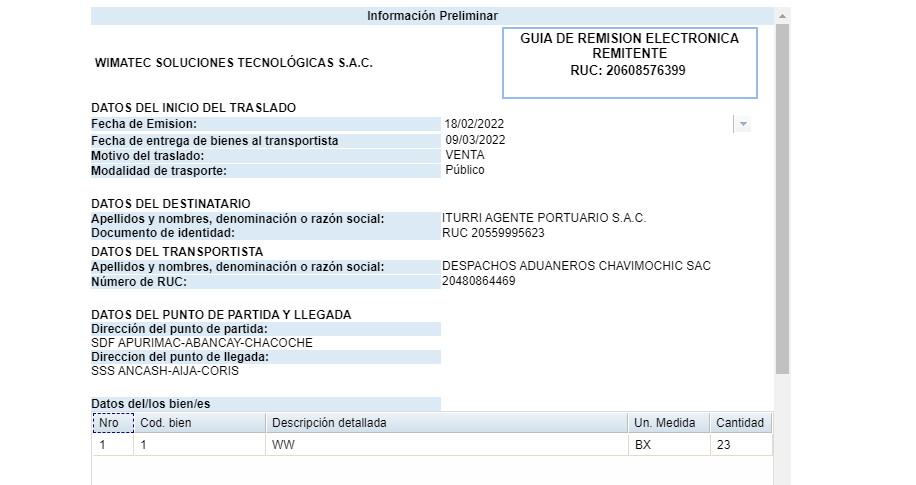 Información Preliminar
WIMATEC SOLUCIONES TECNOLÓGICAS S.A.C.
GUIA DE REMISION ELECTRONICA
REMITENTE
RUC: 20608576399
DATOS DEL INICIO DEL TRASLADO
Fecha de Emision: 18/02/2022
Fecha de entrega de bienes al transportista 09/03/2022
Motivo del traslado: VENTA
Modalidad de trasporte: Público
DATOS DEL DESTINATARIO
Apellidos y nombres, denominación o razón social: ITURRI AGENTE PORTUARIO S.A.C.
Documento de identidad: RUC 20559995623
DATOS DEL TRANSPORTISTA
Apellidos y nombres, denominación o razón social: DESPACHOS ADUANEROS CHAVIMOCHIC SAC
Número de RUC: 20480864469
DATOS DEL PUNTO DE PARTIDA Y LLEGADA
Dirección del punto de partida:
SDF APURIMAC-ABANCAY-CHACOCHE
Direccion del punto de llegada:
SSS ANCASH-AIJA-CORIS
Datos del/los bien/es
Nro Cod. bien Descripción detallada Un. Medida Cantidad
1 1 WW BX 23